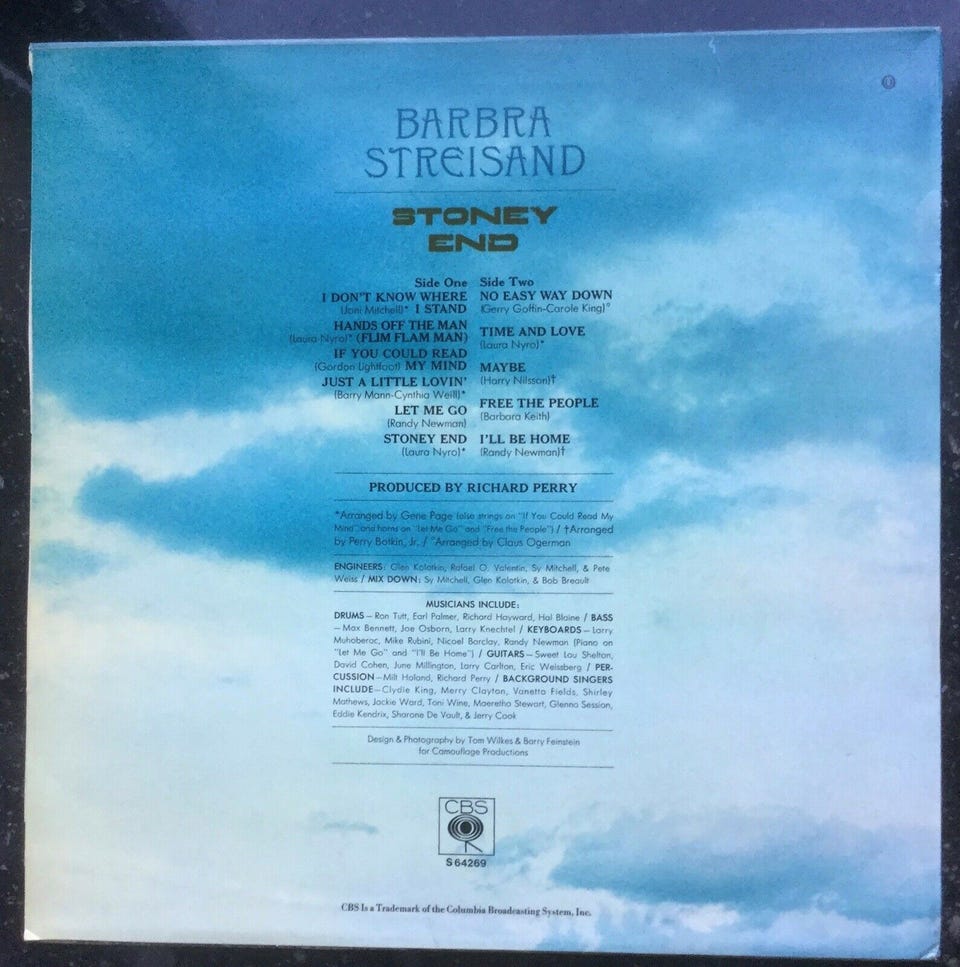 BARBRA
STREISAND
STONEY
END
Side One
I DON'T KNOW WHERE
(Joni Mitchell)* I STAND
HANDS OFF THE MAN
(Laura Nyro)* (FLIM FLAM MAN)
IF YOU COULD READ
(Gordon Lightfoot) MY MIND
JUST A LITTLE LOVIN'
(Barry Mann-Cynthia Weill)*
LET ME GO
(Randy Newman)
STONEY END
(Laura Nyro)*
Side Two
NO EASY WAY DOWN
(Gerry Goffin-Carole King)°
TIME AND LOVE
(Laura Nyro)*
MAYBE
(Harry Nilsson)†
FREE THE PEOPLE
(Barbara Keith)
I'LL BE HOME
(Randy Newman)†
PRODUCED BY RICHARD PERRY
*Arranged by Gene Page (also strings on "If You Could Read My
Mind" and horns on "Let Me Go" and "Free the People") / †Arranged
by Perry Botkin, Jr. / °Arranged by Claus Ogerman
ENGINEERS: Glen Kolotkin, Rafael O. Valentin, Sy Mitchell, & Pete
Weiss / MIX DOWN: Sy Mitchell, Glen Kolotkin, & Bob Breault
MUSICIANS INCLUDE:
DRUMS—Ron Tutt, Earl Palmer, Richard Hayward, Hal Blaine / BASS
—Max Bennett, Joe Osborn, Larry Knechtel / KEYBOARDS—Larry
Muhoberac, Mike Rubini, Nicoel Barclay, Randy Newman (Piano on
"Let Me Go" and "I'll Be Home") / GUITARS—Sweet Lou Shelton,
David Cohen, June Millington, Larry Carlton, Eric Weissberg / PER-
CUSSION—Milt Holand, Richard Perry / BACKGROUND SINGERS
INCLUDE—Clydie King, Merry Clayton, Vanetta Fields, Shirley
Mathews, Jackie Ward, Toni Wine, Maeretha Stewart, Glenna Session,
Eddie Kendrix, Sharone De Vault, & Jerry Cook
Design & Photography by Tom Wilkes & Barry Feinstein
for Camouflage Productions
CBS
S 64269
CBS Is a Trademark of the Columbia Broadcasting System, Inc.